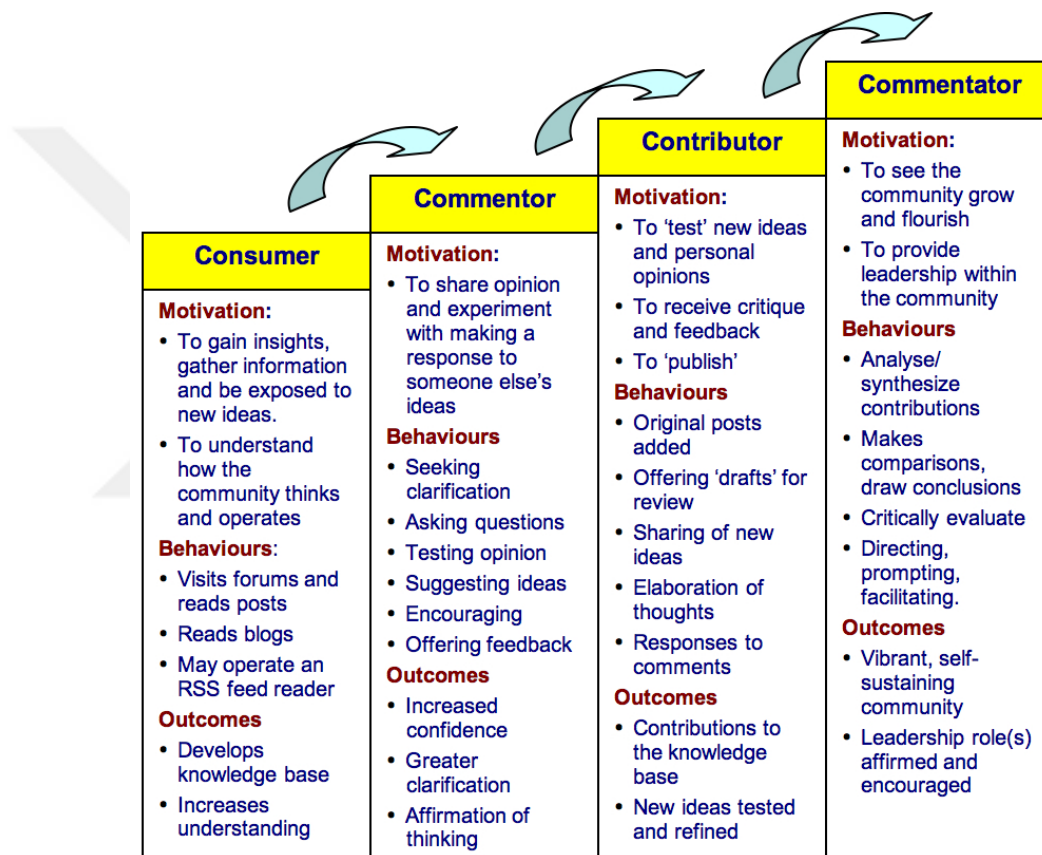 Consumer
Motivation:
• To gain insights,
gather information
and be exposed to
new ideas.
• To understand
how the
community thinks
and operates
Behaviours:
• Visits forums and
reads posts
• Reads blogs
• May operate an
RSS feed reader
Outcomes
• Develops
knowledge base
• Increases
understanding
Commentor
Motivation:
• To share opinion
and experiment
with making a
response to
someone else’s
ideas
Behaviours
• Seeking
clarification
• Asking questions
• Testing opinion
• Suggesting ideas
• Encouraging
• Offering feedback
Outcomes
• Increased
confidence
• Greater
clarification
• Affirmation of
thinking
Contributor
Motivation:
• To ‘test’ new ideas
and personal
opinions
• To receive critique
and feedback
• To ‘publish’
Behaviours
• Original posts
added
• Offering ‘drafts’ for
review
• Sharing of new
ideas
• Elaboration of
thoughts
• Responses to
comments
Outcomes
• Contributions to
the knowledge
base
• New ideas tested
and refined
Commentator
Motivation:
• To see the
community grow
and flourish
• To provide
leadership within
the community
Behaviours
• Analyse/
synthesize
contributions
• Makes
comparisons,
draw conclusions
• Critically evaluate
• Directing,
prompting,
facilitating.
Outcomes
• Vibrant, self-
sustaining
community
• Leadership role(s)
affirmed and
encouraged